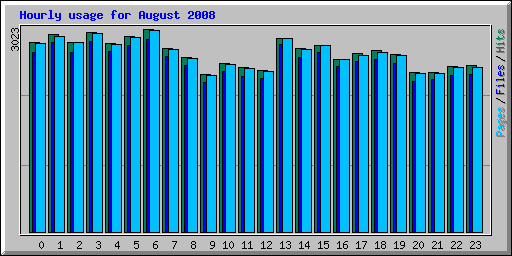 Hourly usage for August 2008
3023
Pages/Files/Hits
0 1 2 3 4 5 6 7 8 9 10 11 12 13 14 15 16 17 18 19 20 21 22 23